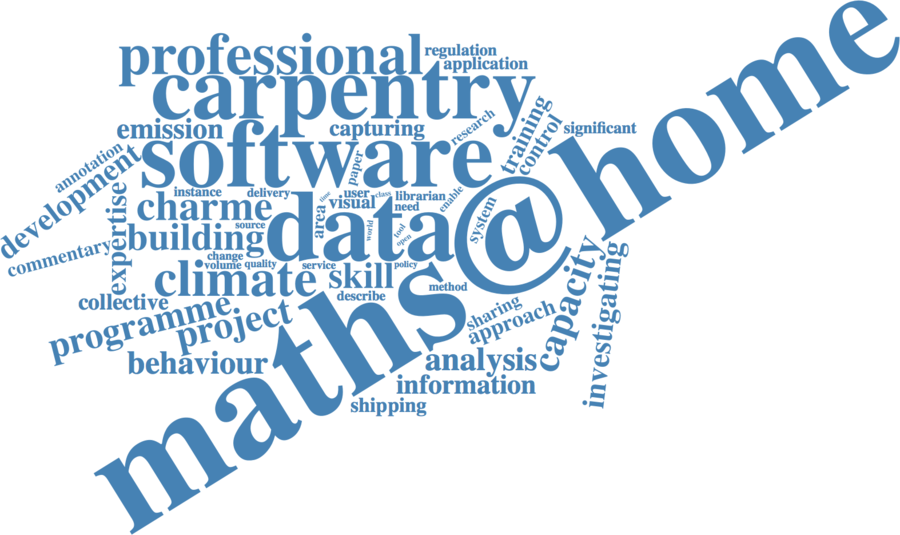 professional
regulation
application
carpentry
emission
capturing
research
training
control
significant
software
annotation
development
paper
instance
delivery
time
user
class
librarian
enable
visual
need
charme
expertise
area
data
source
world
tool
open
system
@
home
building
commentary
change
volume
quality
service
policy
climate
skill
method
collective
describe
programme
project
sharing
approach
capacity
investigating
behaviour
maths
analysis
information
shipping